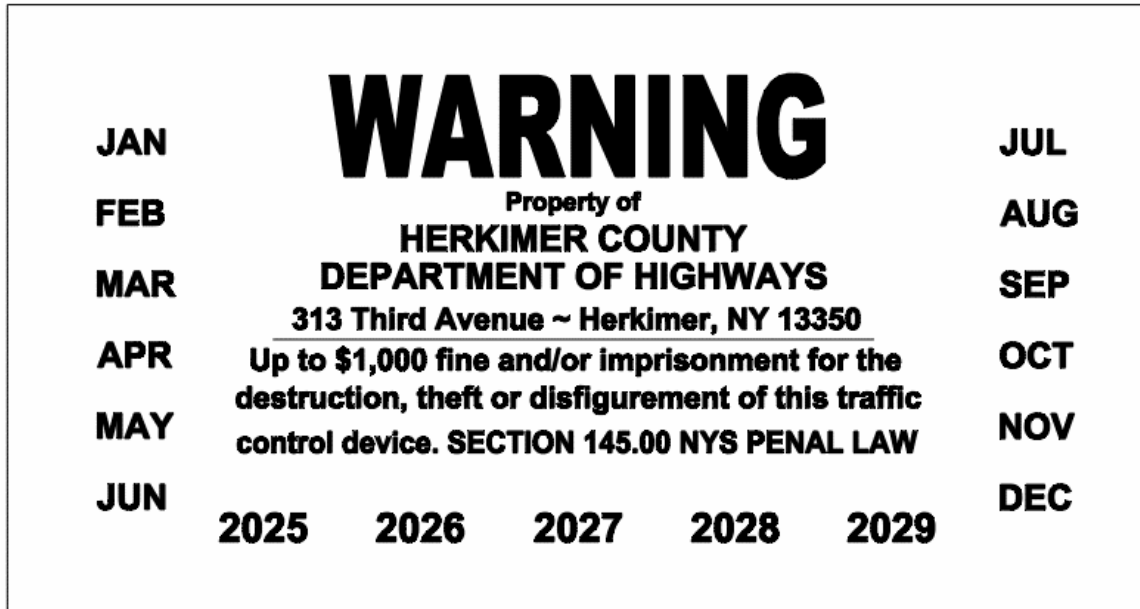 WARNING
Property of
HERKIMER COUNTY
DEPARTMENT OF HIGHWAYS
313 Third Avenue ~ Herkimer, NY 13350
Up to $1,000 fine and/or imprisonment for the
destruction, theft or disfigurement of this traffic
control device. SECTION 145.00 NYS PENAL LAW
JAN
FEB
MAR
APR
MAY
JUN
JUL
AUG
SEP
OCT
NOV
DEC
2025 2026 2027 2028 2029